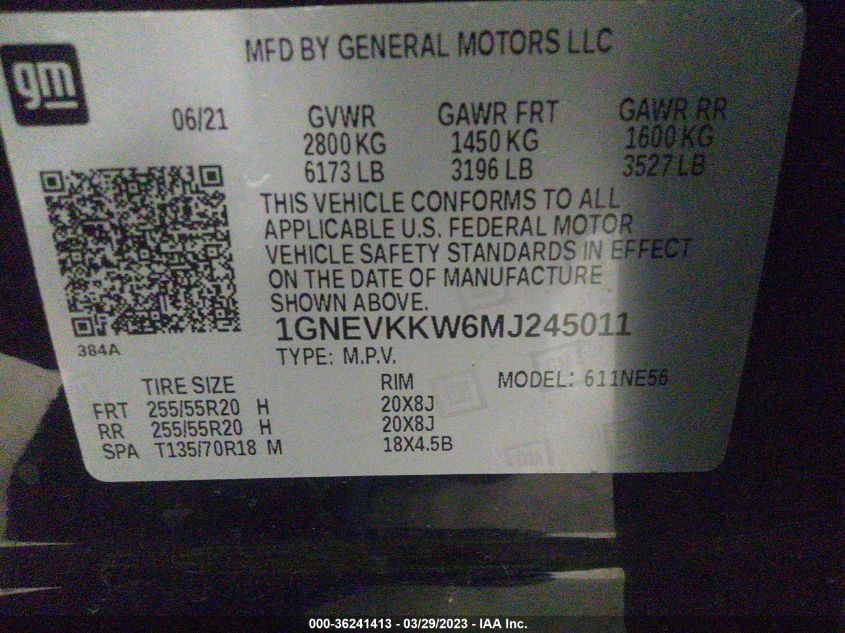 MFD BY GENERAL MOTORS LLC
gm
06/21 GVWR GAWR FRT GAWR RR
2800 KG 1450 KG 1600 KG
6173 LB 3196 LB 3527 LB
THIS VEHICLE CONFORMS TO ALL
APPLICABLE U.S. FEDERAL MOTOR
VEHICLE SAFETY STANDARDS IN EFFECT
ON THE DATE OF MANUFACTURE
SHOWN ABOVE.
1GNEVKKW6MJ245011
384A
TYPE: M.P.V.
TIRE SIZE RIM MODEL: 611NE56
FRT 255/55R20 H 20X8J
RR 255/55R20 H 20X8J
SPA T135/70R18 M 18X4.5B
000-36241413 - 03/29/2023 - IAA Inc.